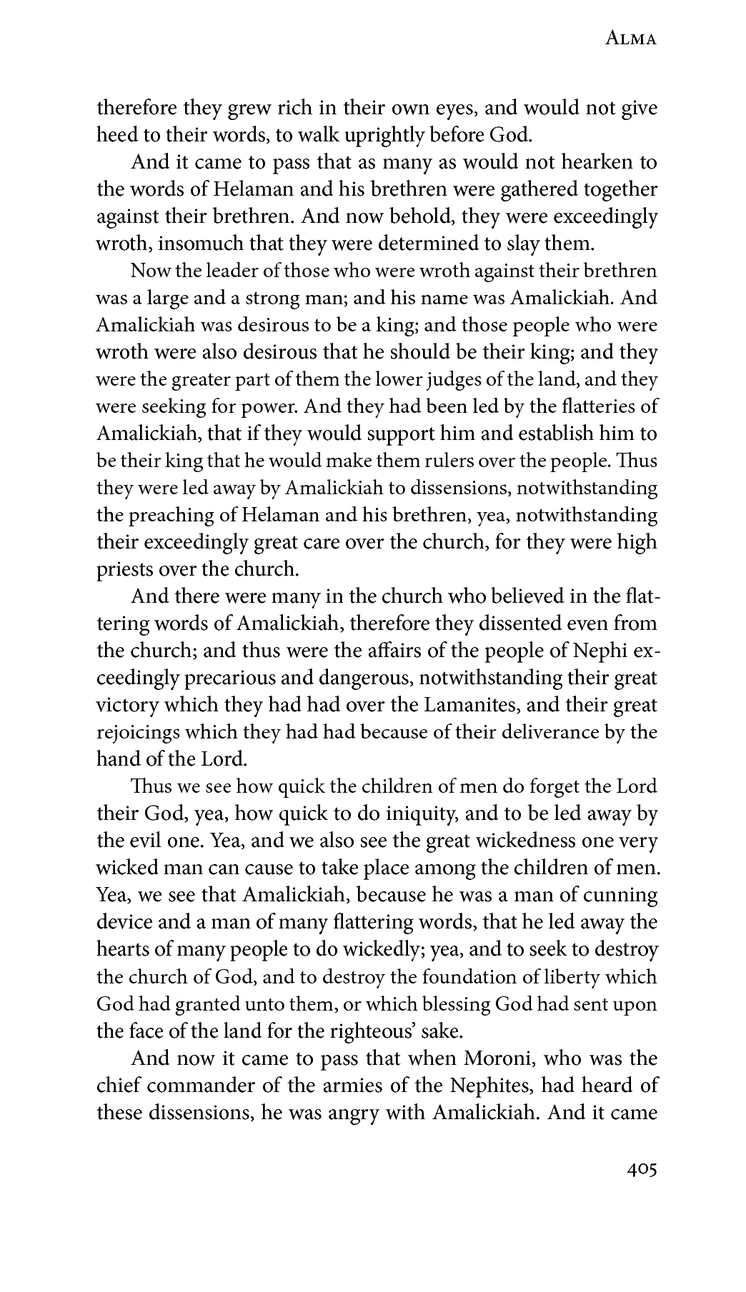 Alma
therefore they grew rich in their own eyes, and would not give
heed to their words, to walk uprightly before God.
And it came to pass that as many as would not hearken to
the words of Helaman and his brethren were gathered together
against their brethren. And now behold, they were exceedingly
wroth, insomuch that they were determined to slay them.
Now the leader of those who were wroth against their brethren
was a large and a strong man; and his name was Amalickiah. And
Amalickiah was desirous to be a king; and those people who were
wroth were also desirous that he should be their king; and they
were the greater part of them the lower judges of the land, and they
were seeking for power. And they had been led by the flatteries of
Amalickiah, that if they would support him and establish him to
be their king that he would make them rulers over the people. Thus
they were led away by Amalickiah to dissensions, notwithstanding
the preaching of Helaman and his brethren, yea, notwithstanding
their exceedingly great care over the church, for they were high
priests over the church.
And there were many in the church who believed in the flat-
tering words of Amalickiah, therefore they dissented even from
the church; and thus were the affairs of the people of Nephi ex-
ceedingly precarious and dangerous, notwithstanding their great
victory which they had had over the Lamanites, and their great
rejoicings which they had had because of their deliverance by the
hand of the Lord.
Thus we see how quick the children of men do forget the Lord
their God, yea, how quick to do iniquity, and to be led away by
the evil one. Yea, and we also see the great wickedness one very
wicked man can cause to take place among the children of men.
Yea, we see that Amalickiah, because he was a man of cunning
device and a man of many flattering words, that he led away the
hearts of many people to do wickedly; yea, and to seek to destroy
the church of God, and to destroy the foundation of liberty which
God had granted unto them, or which blessing God had sent upon
the face of the land for the righteous’ sake.
And now it came to pass that when Moroni, who was the
chief commander of the armies of the Nephites, had heard of
these dissensions, he was angry with Amalickiah. And it came
405